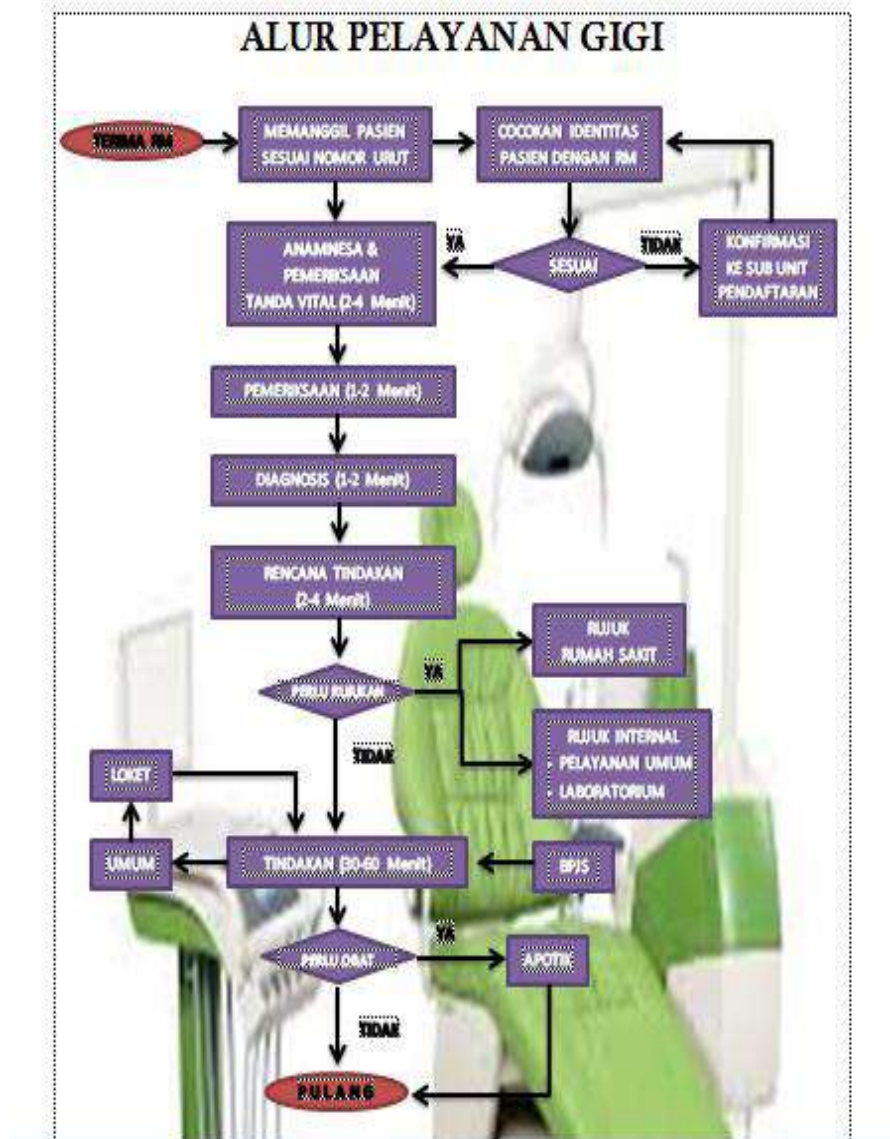 ALUR PELAYANAN GIGI
TERIMA RM
MEMANGGIL PASIEN
SESUAI NOMOR URUT
COCOKAN IDENTITAS
PASIEN DENGAN RM
ANAMNESA &
PEMERIKSAAN
TANDA VITAL (2-4 Menit)
YA
SESUAI
TIDAK
KONFIRMASI
KE SUB UNIT
PENDAFTARAN
PEMERIKSAAN (1-2 Menit)
DIAGNOSIS (1-2 Menit)
RENCANA TINDAKAN
(2-4 Menit)
PERLU RUJUKAN
YA
RUJUK
RUMAH SAKIT
TIDAK
RUJUK INTERNAL
• PELAYANAN UMUM
• LABORATORIUM
LOKET
UMUM
TINDAKAN (30-60 Menit)
BPJS
PERLU OBAT
YA
APOTIK
TIDAK
PULANG